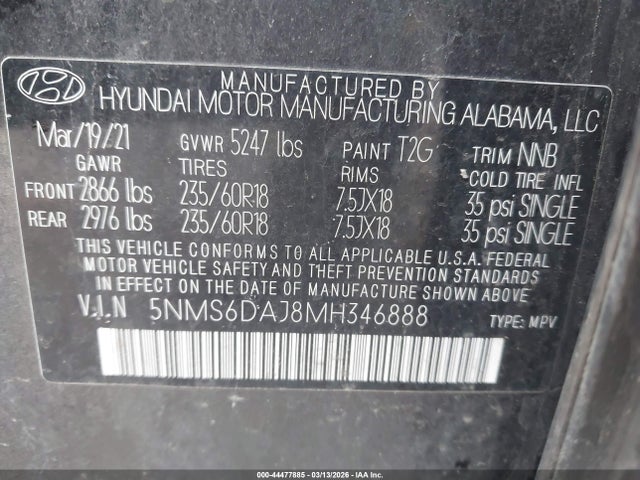 MANUFACTURED BY
HYUNDAI MOTOR MANUFACTURING ALABAMA, LLC
Mar/19/21 GVWR 5247 lbs PAINT T2G TRIM NNB
GAWR TIRES RIMS *COLD TIRE INFL
FRONT 2866 lbs 235/60R18 7.5JX18 35 psi SINGLE
REAR 2976 lbs 235/60R18 7.5JX18 35 psi SINGLE
THIS VEHICLE CONFORMS TO ALL APPLICABLE U.S.A. FEDERAL
MOTOR VEHICLE SAFETY AND THEFT PREVENTION STANDARDS
IN EFFECT ON THE DATE OF MANUFACTURE SHOWN ABOVE.
V.I.N 5NMS6DAJ8MH346888 TYPE: MPV
000-44477885 - 03/13/2026 - IAA Inc.